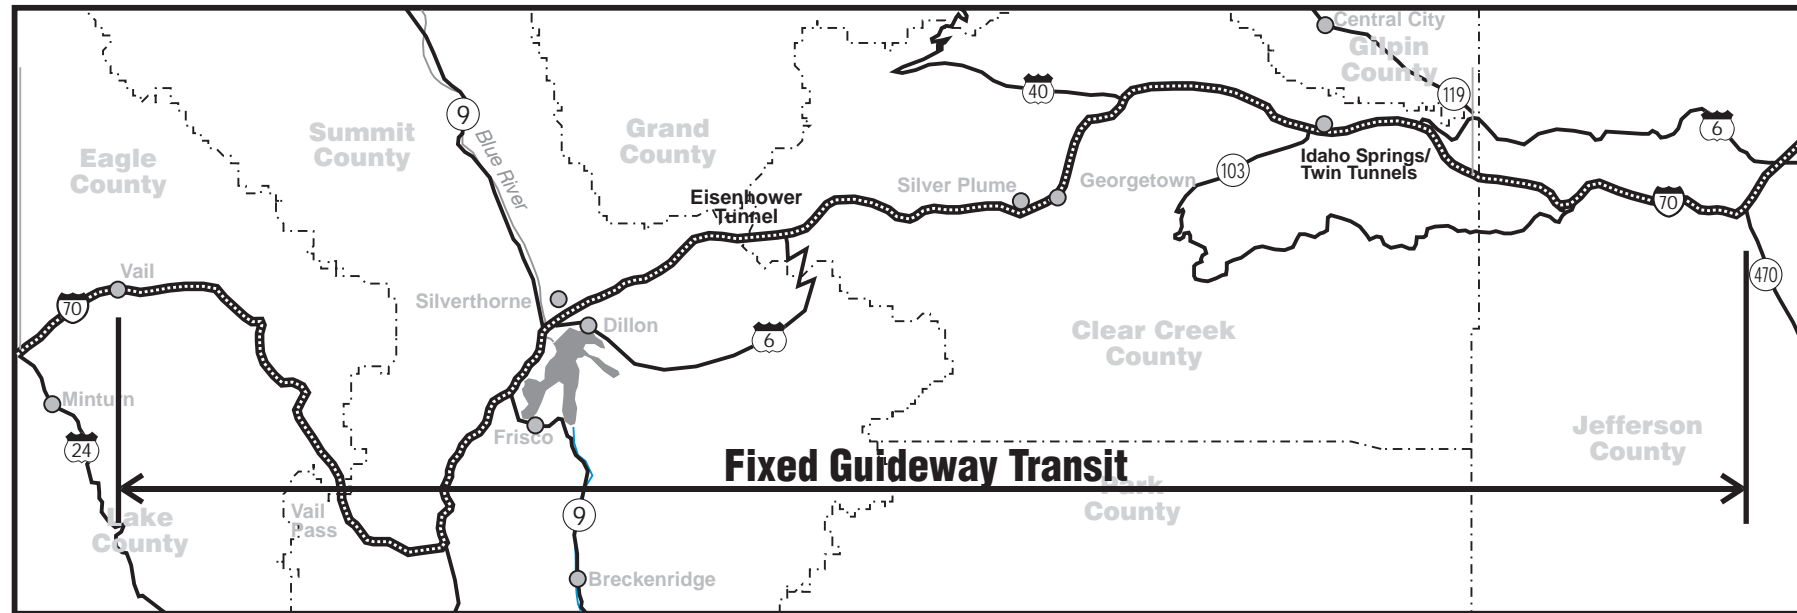 Central City
Gilpin
County
40
119
9
Summit
County
Grand
County
6
Eagle
County
Blue River
Idaho Springs/
Twin Tunnels
103
Silver Plume
Georgetown
Eisenhower
Tunnel
70
Vail
470
70
Silverthorne
Dillon
6
Clear Creek
County
Minturn
Frisco
24
Jefferson
County
Fixed Guideway Transit
Park
County
Vail
Pass
9
Lake
County
Breckenridge